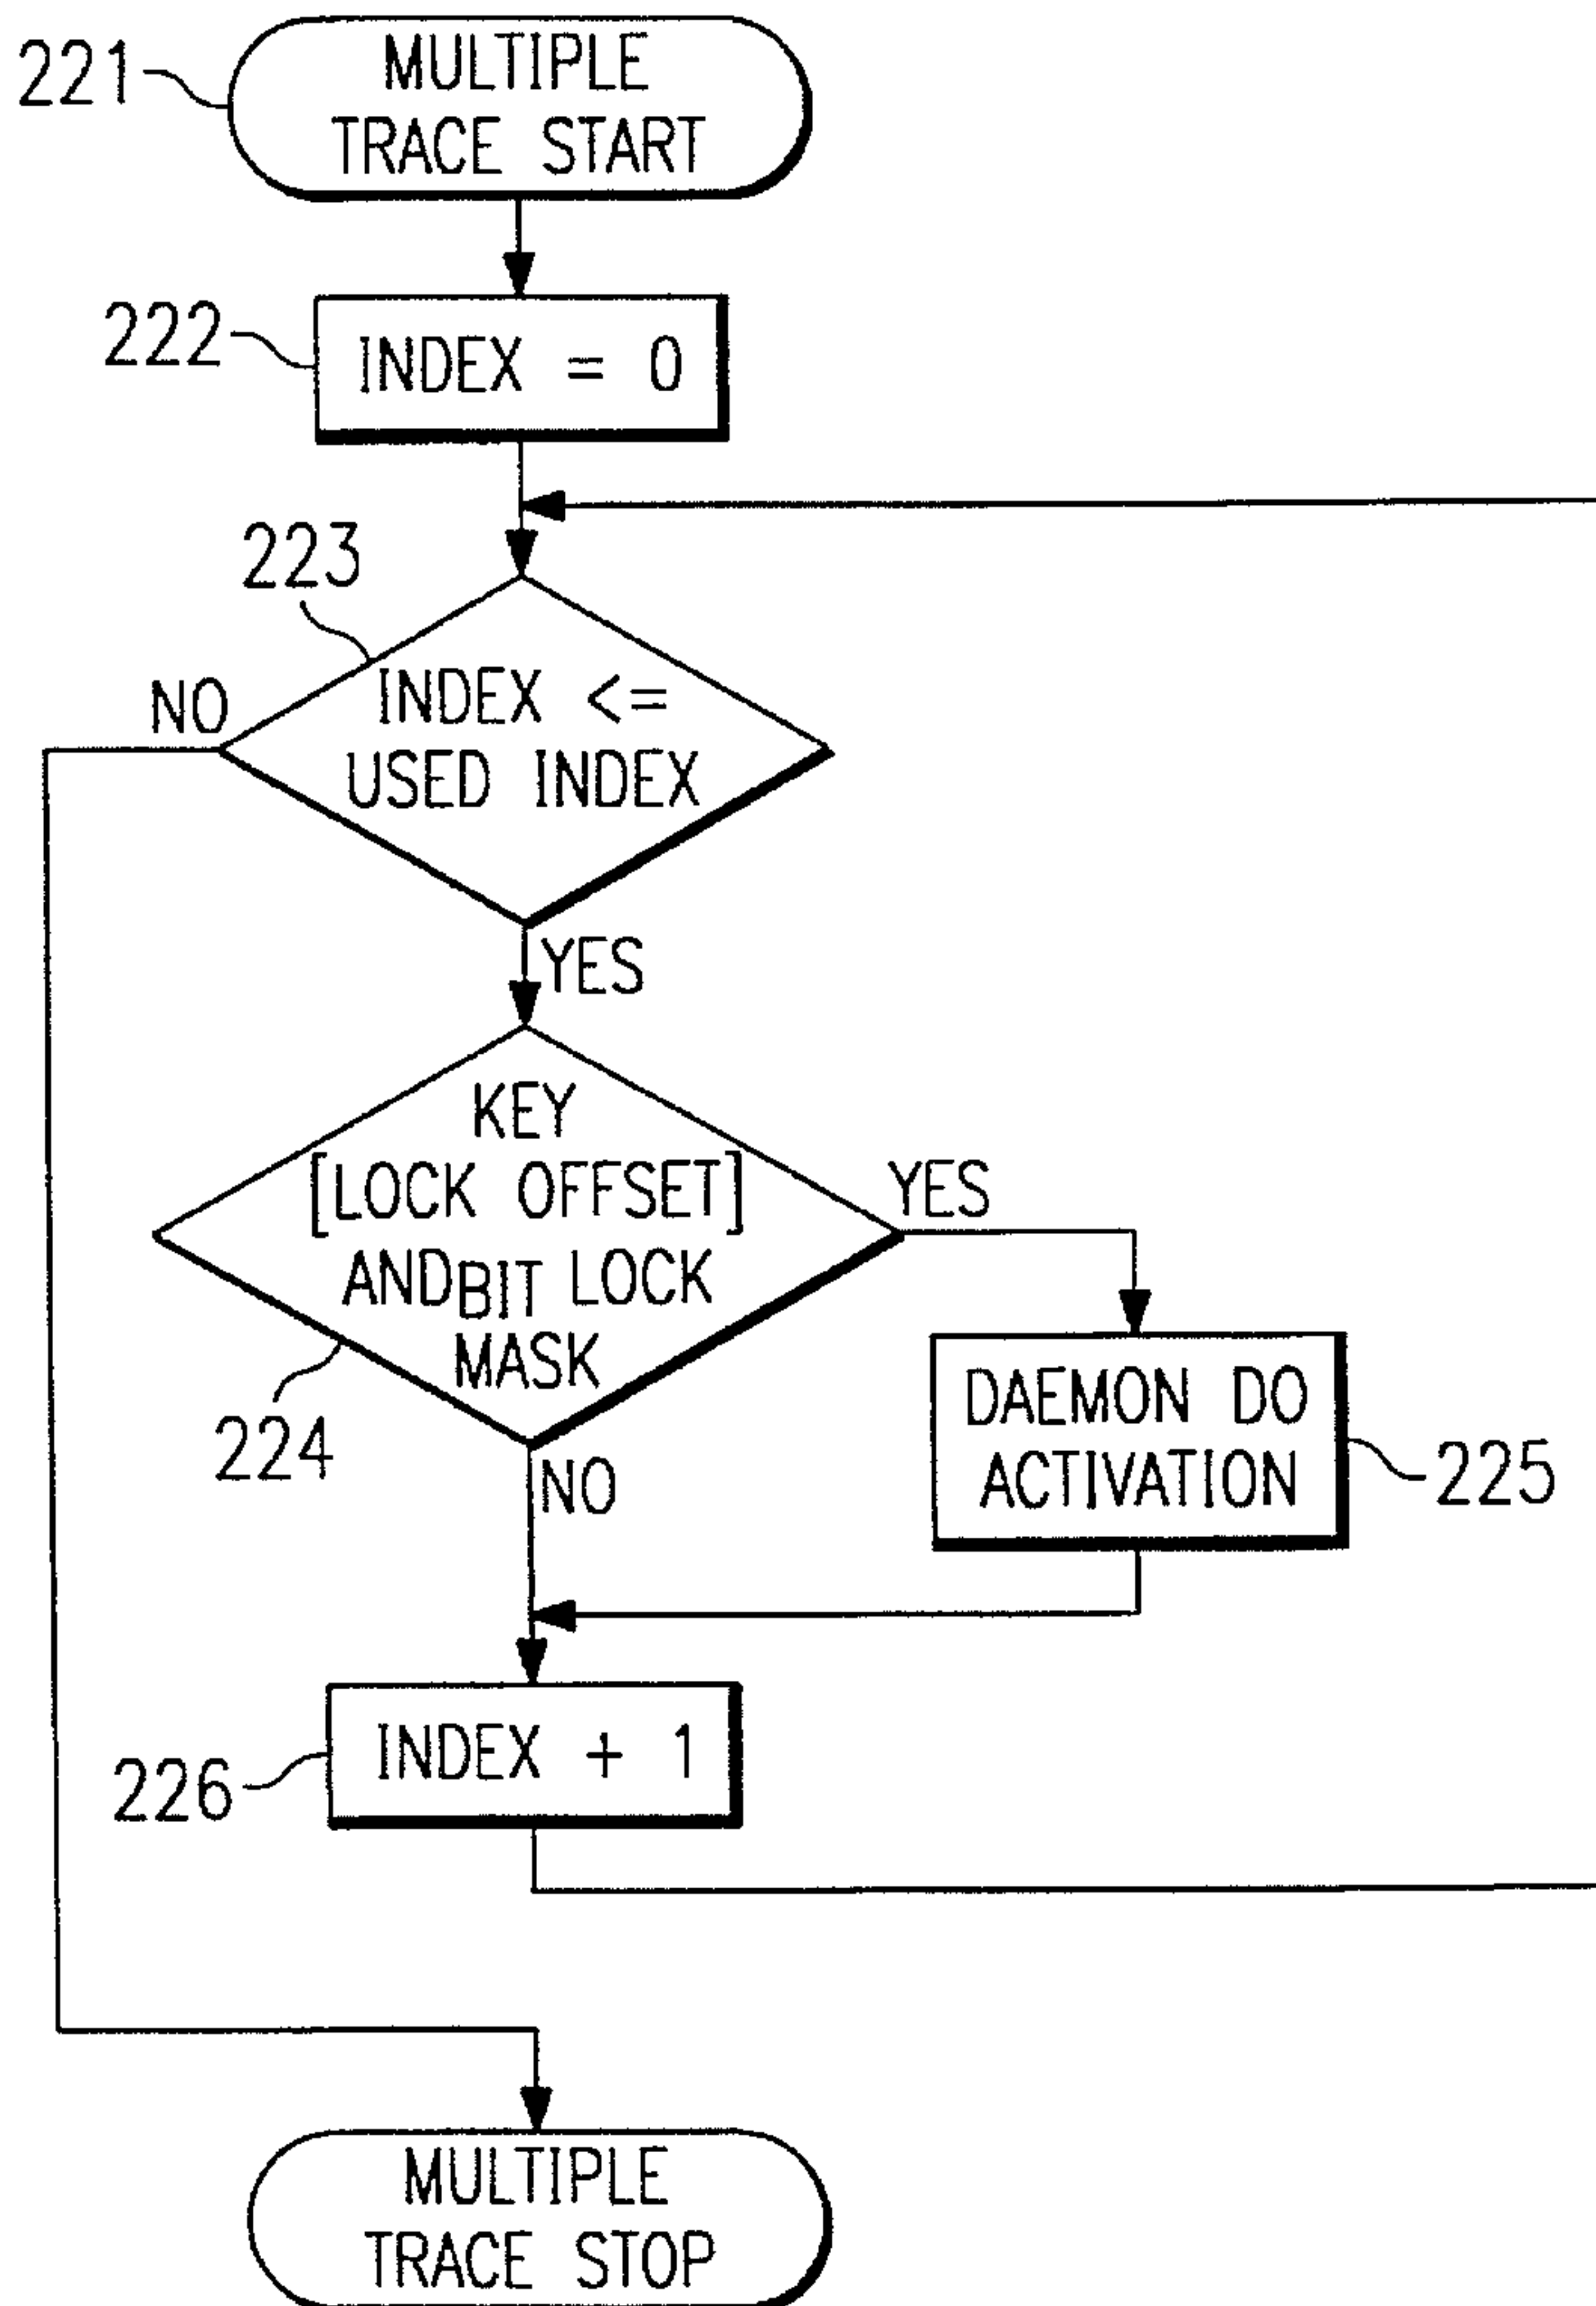 221
MULTIPLE
TRACE START
222
INDEX = 0
223
NO
INDEX <=
USED INDEX
YES
KEY
[LOCK OFFSET]
ANDBIT LOCK
MASK
YES
224
NO
DAEMON DO
ACTIVATION
225
INDEX + 1
226
MULTIPLE
TRACE STOP